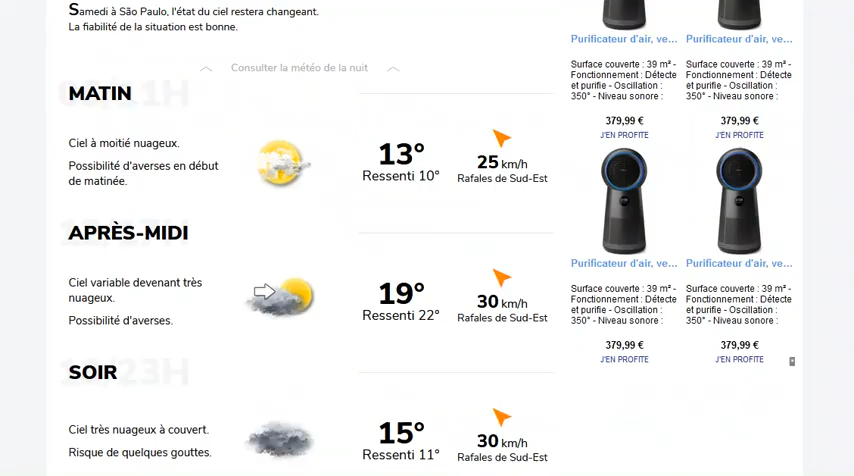 Samedi à São Paulo, l'état du ciel restera changeant.
La fiabilité de la situation est bonne.
Consulter la météo de la nuit
MATIN
Ciel à moitié nuageux.
Possibilité d'averses en début
de matinée.
13°
Ressenti 10°
25 km/h
Rafales de Sud-Est
APRÈS-MIDI
Ciel variable devenant très
nuageux.
Possibilité d'averses.
19°
Ressenti 22°
30 km/h
Rafales de Sud-Est
SOIR
Ciel très nuageux à couvert.
Risque de quelques gouttes.
15°
Ressenti 11°
30 km/h
Rafales de Sud-Est
Purificateur d'air, ve...
Surface couverte : 39 m² -
Fonctionnement : Détecte
et purifie - Oscillation :
350° - Niveau sonore :
379,99 €
J'EN PROFITE
Purificateur d'air, ve...
Surface couverte : 39 m² -
Fonctionnement : Détecte
et purifie - Oscillation :
350° - Niveau sonore :
379,99 €
J'EN PROFITE
Purificateur d'air, ve...
Surface couverte : 39 m² -
Fonctionnement : Détecte
et purifie - Oscillation :
350° - Niveau sonore :
379,99 €
J'EN PROFITE
Purificateur d'air, ve...
Surface couverte : 39 m² -
Fonctionnement : Détecte
et purifie - Oscillation :
350° - Niveau sonore :
379,99 €
J'EN PROFITE